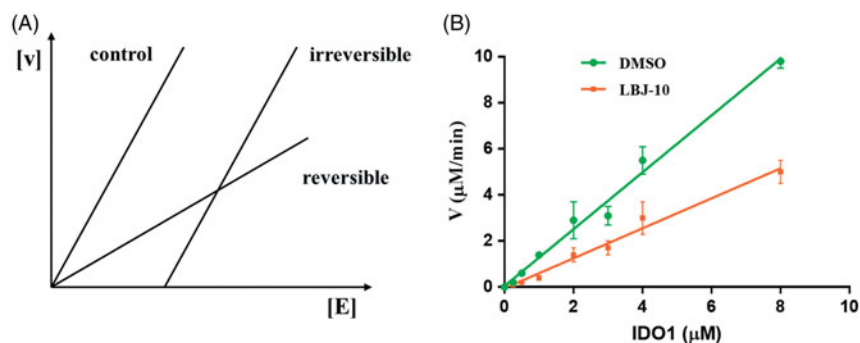 (A)
[v]
control
irreversible
reversible
[E]
(B)
DMSO
LBJ-10
V (μM/min)
10
8
6
4
2
0
0 2 4 6 8 10
IDO1 (μM)